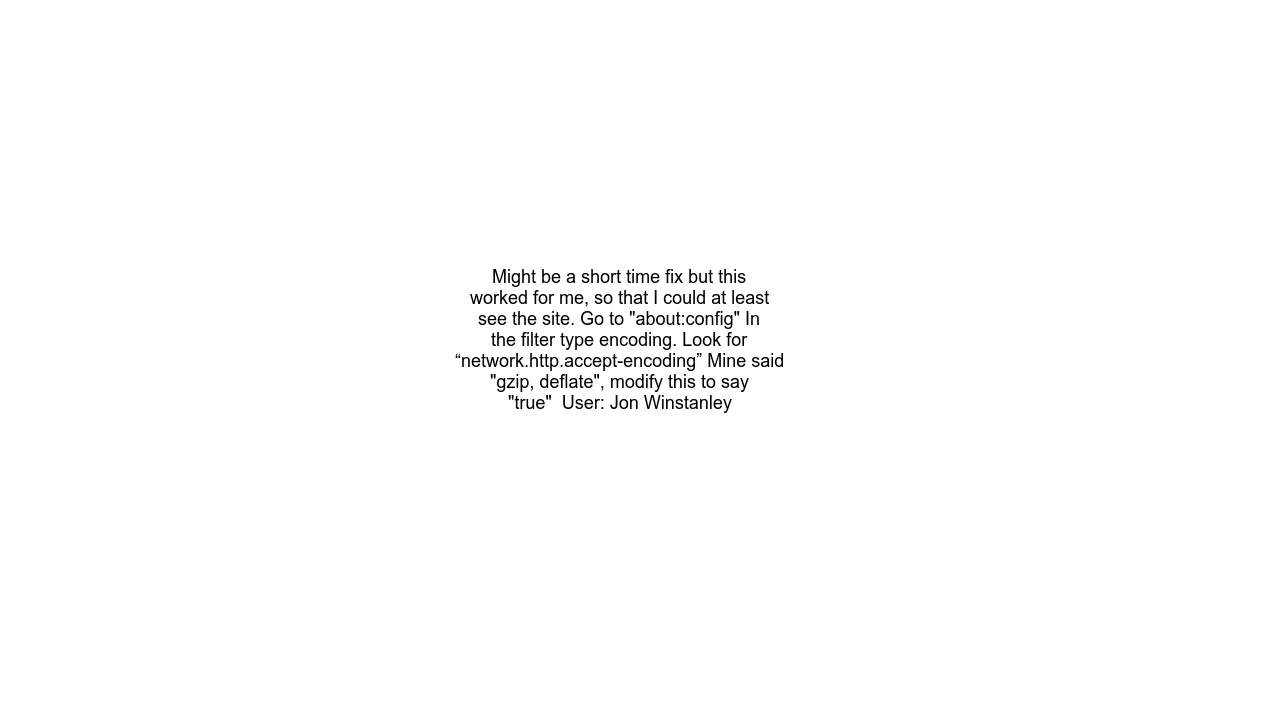 Might be a short time fix but this
worked for me, so that I could at least
see the site. Go to "about:config" In
the filter type encoding. Look for
“network.http.accept-encoding” Mine said
"gzip, deflate", modify this to say
"true"  User: Jon Winstanley